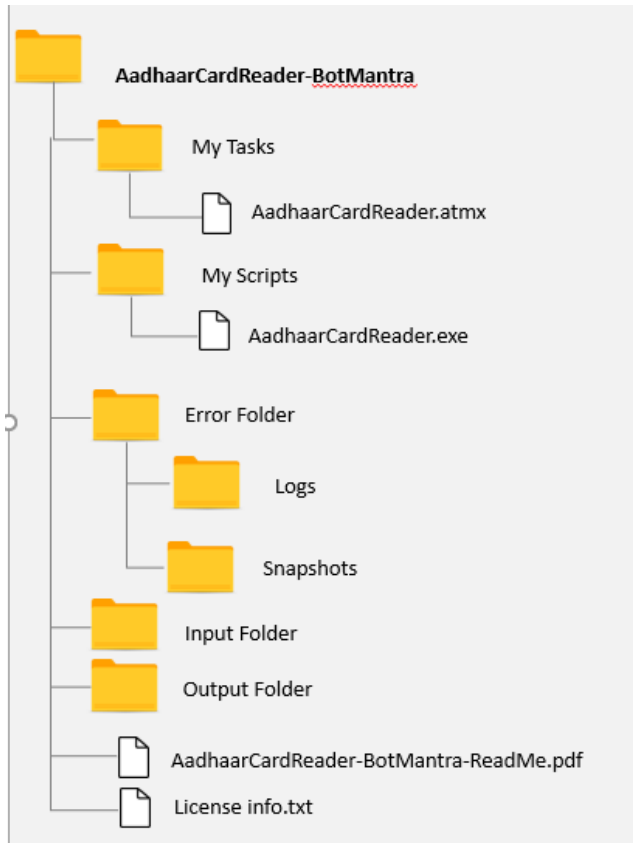 AadhaarCardReader-BotMantra
My Tasks
AadhaarCardReader.atmx
My Scripts
AadhaarCardReader.exe
Error Folder
Logs
Snapshots
Input Folder
Output Folder
AadhaarCardReader-BotMantra-ReadMe.pdf
License info.txt